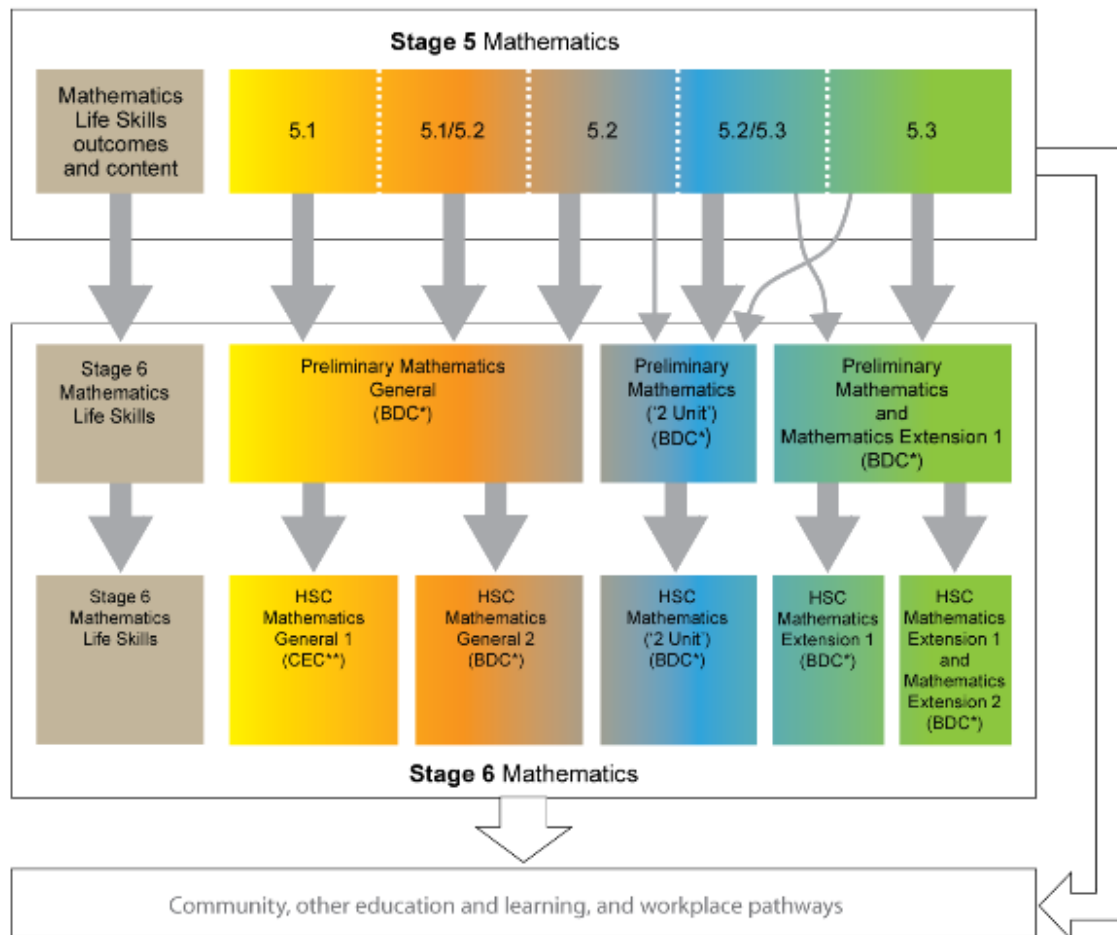 Stage 5 Mathematics
Mathematics
Life Skills
outcomes
and content
5.1
5.1/5.2
5.2
5.2/5.3
5.3
Stage 6
Mathematics
Life Skills
Preliminary Mathematics
General
(BDC*)
Preliminary
Mathematics
('2 Unit')
(BDC*)
Preliminary
Mathematics
and
Mathematics Extension 1
(BDC*)
Stage 6
Mathematics
Life Skills
HSC
Mathematics
General 1
(CEC**)
HSC
Mathematics
General 2
(BDC*)
HSC
Mathematics
('2 Unit')
(BDC*)
HSC
Mathematics
Extension 1
(BDC*)
HSC
Mathematics
Extension 1
and
Mathematics
Extension 2
(BDC*)
Stage 6 Mathematics
Community, other education and learning, and workplace pathways